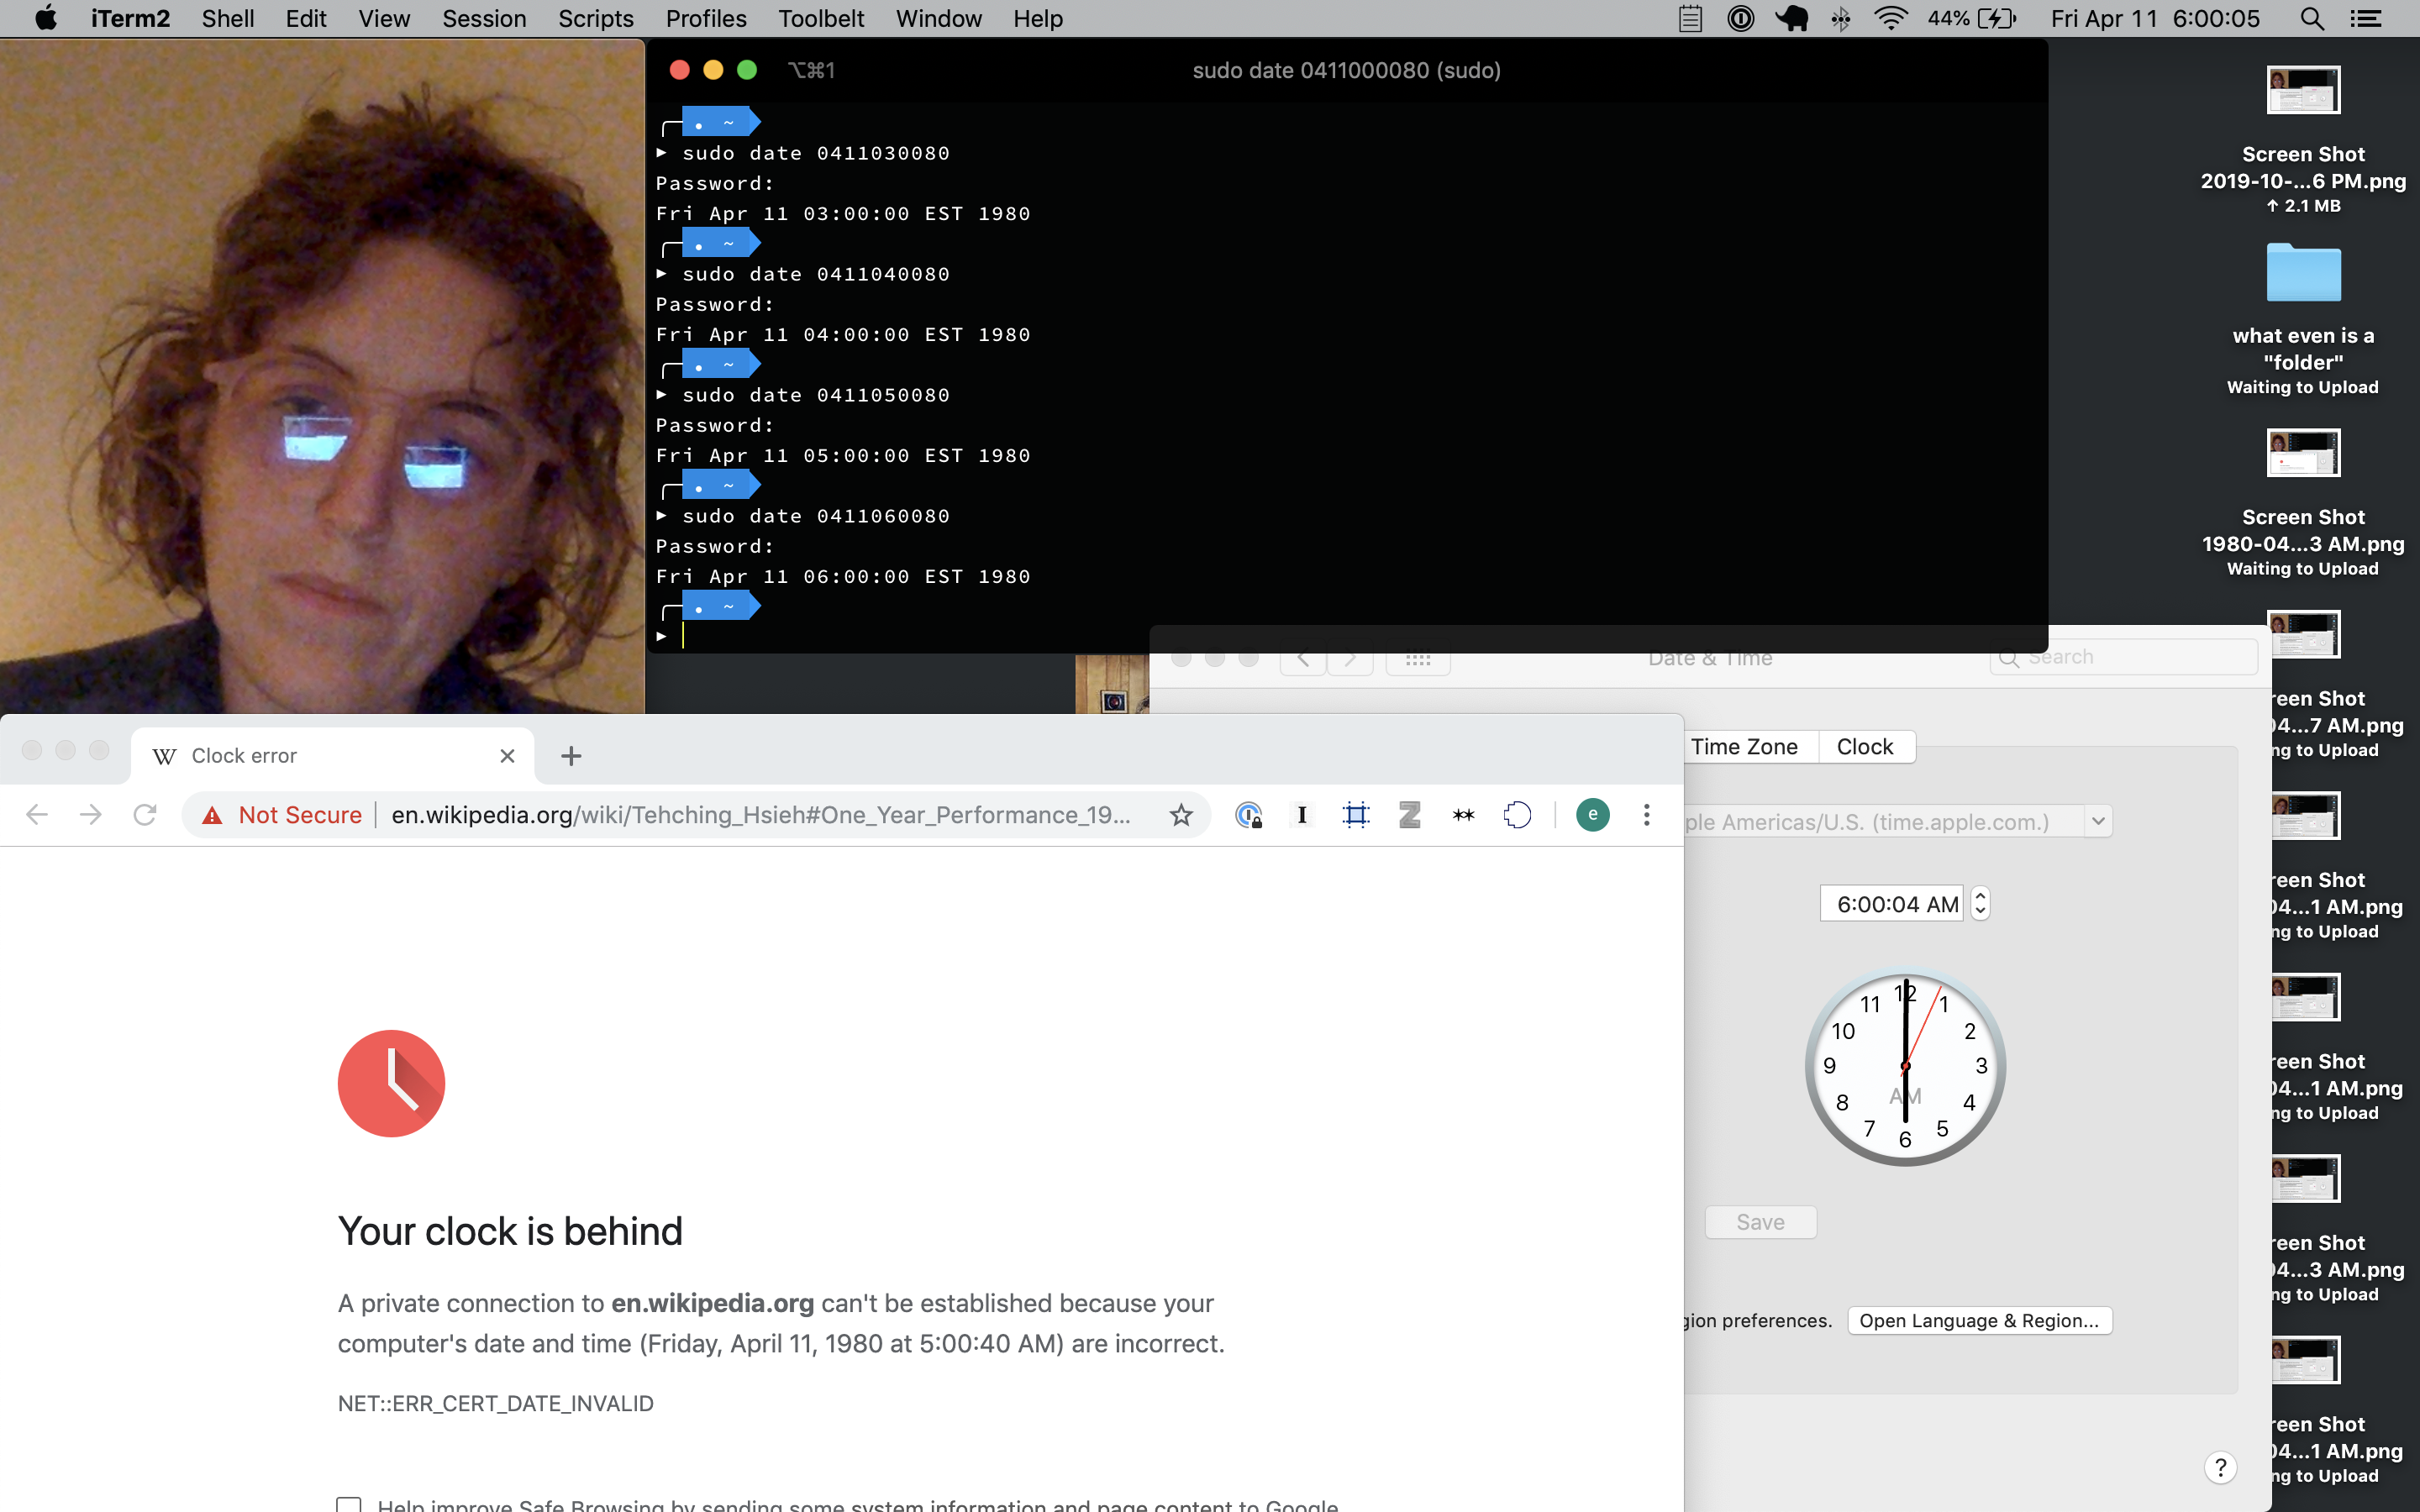 iTerm2 Shell Edit View Session Scripts Profiles Toolbelt Window Help 44% Fri Apr 11 6:00:05
⌥⌘1 sudo date 0411000080 (sudo)
. ~
▶ sudo date 0411030080
Password:
Fri Apr 11 03:00:00 EST 1980
. ~
▶ sudo date 0411040080
Password:
Fri Apr 11 04:00:00 EST 1980
. ~
▶ sudo date 0411050080
Password:
Fri Apr 11 05:00:00 EST 1980
. ~
▶ sudo date 0411060080
Password:
Fri Apr 11 06:00:00 EST 1980
. ~
▶
Screen Shot
2019-10-...6 PM.png
↑ 2.1 MB
what even is a
"folder"
Waiting to Upload
Screen Shot
1980-04...3 AM.png
Waiting to Upload
reen Shot
04...7 AM.png
ng to Upload
reen Shot
04...1 AM.png
ng to Upload
reen Shot
04...1 AM.png
ng to Upload
reen Shot
04...3 AM.png
ng to Upload
reen Shot
04...1 AM.png
ng to Upload
Date & Time Search
Time Zone Clock
ple Americas/U.S. (time.apple.com.)
6:00:04 AM
12
11 1
10 2
9 3
AM
8 4
7 5
6
Save
gion preferences. Open Language & Region...
?
W Clock error × +
Not Secure | en.wikipedia.org/wiki/Tehching_Hsieh#One_Year_Performance_19... I Z ** e
Your clock is behind
A private connection to en.wikipedia.org can't be established because your
computer's date and time (Friday, April 11, 1980 at 5:00:40 AM) are incorrect.
NET::ERR_CERT_DATE_INVALID
Help improve Safe Browsing by sending some system information and page content to Google